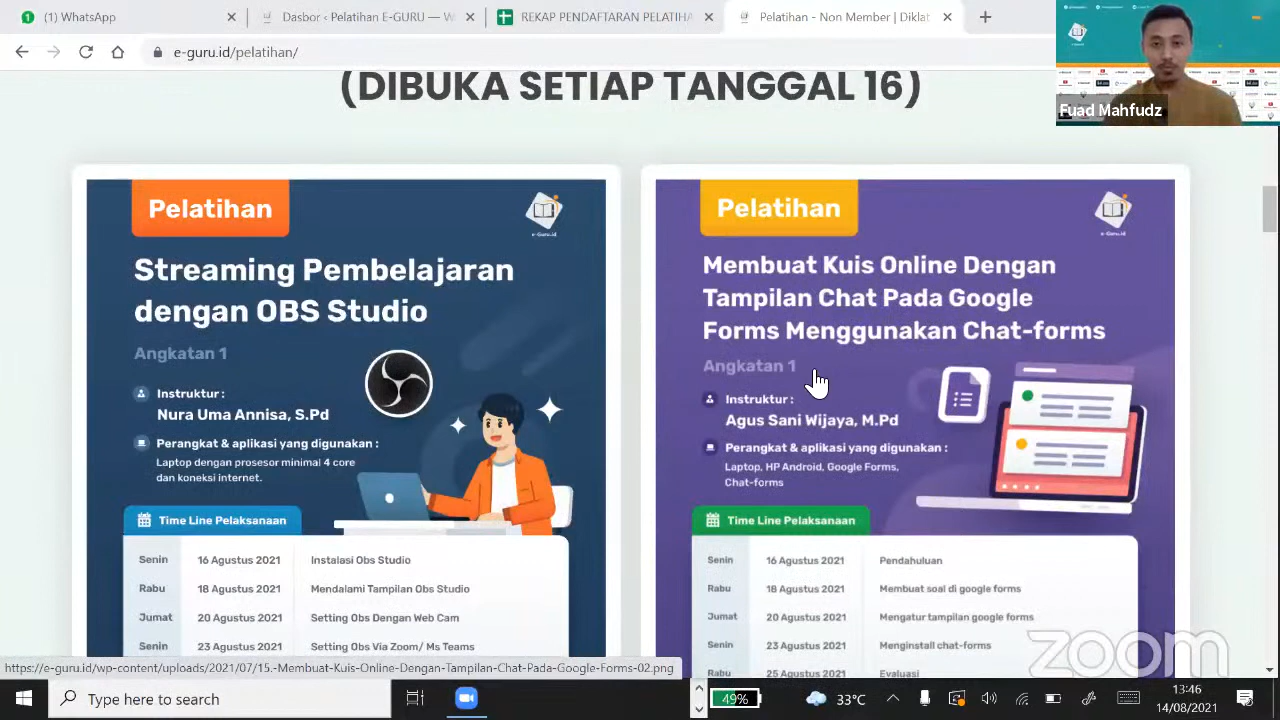 (1) WhatsApp
Dasbor - Pelatihan - Guru - W
REKAP PENDAFTARAN PELATIH
Pelatihan - Non Member | Diklat
e-guru.id/pelatihan/
Fuad Mahfudz
(DIBUKA SETIAP TANGGAL 16)
Pelatihan
e-Guru.id
Streaming Pembelajaran
dengan OBS Studio
Angkatan 1
Instruktur :
Nura Uma Annisa, S.Pd
Perangkat & aplikasi yang digunakan :
Laptop dengan prosesor minimal 4 core
dan koneksi internet.
Time Line Pelaksanaan
Senin 16 Agustus 2021 Instalasi Obs Studio
Rabu 18 Agustus 2021 Mendalami Tampilan Obs Studio
Jumat 20 Agustus 2021 Setting Obs Dengan Web Cam
Senin 23 Agustus 2021 Setting Obs Via Zoom/ Ms Teams
Pelatihan
e-Guru.id
Membuat Kuis Online Dengan
Tampilan Chat Pada Google
Forms Menggunakan Chat-forms
Angkatan 1
Instruktur :
Agus Sani Wijaya, M.Pd
Perangkat & aplikasi yang digunakan :
Laptop, HP Android, Google Forms,
Chat-forms
Time Line Pelaksanaan
Senin 16 Agustus 2021 Pendahuluan
Rabu 18 Agustus 2021 Membuat soal di google forms
Jumat 20 Agustus 2021 Mengatur tampilan google forms
Senin 23 Agustus 2021 Menginstall chat-forms
Rabu 25 Agustus 2021 Evaluasi
zoom
https://e-guru.id/wp-content/uploads/2021/07/15.-Membuat-Kuis-Online-Dengan-Tampilan-Chat-Pada-Google-Forms-02.png
Type here to search
49%
33°C
13:46
14/08/2021